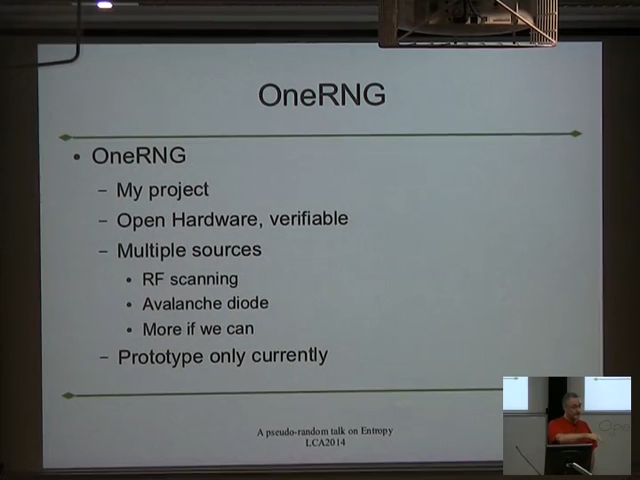 OneRNG
• OneRNG
– My project
– Open Hardware, verifiable
– Multiple sources
• RF scanning
• Avalanche diode
• More if we can
– Prototype only currently
A pseudo-random talk on Entropy
LCA2014
Open